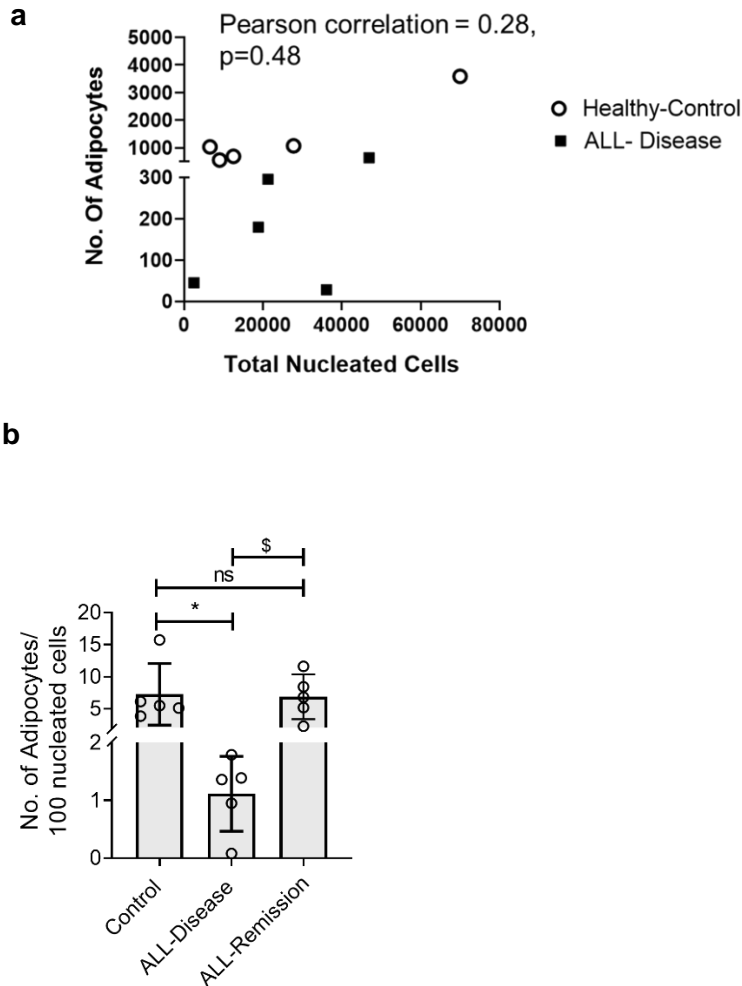 a
Pearson correlation = 0.28,
p=0.48
5000
4000
3000
2000
1000
300
200
100
0
No. Of Adipocytes
0 20000 40000 60000 80000
Total Nucleated Cells
Healthy-Control
ALL- Disease
b
$
ns
*
20
15
10
5
2
1
0
No. of Adipocytes/
100 nucleated cells
Control
ALL-Disease
ALL-Remission